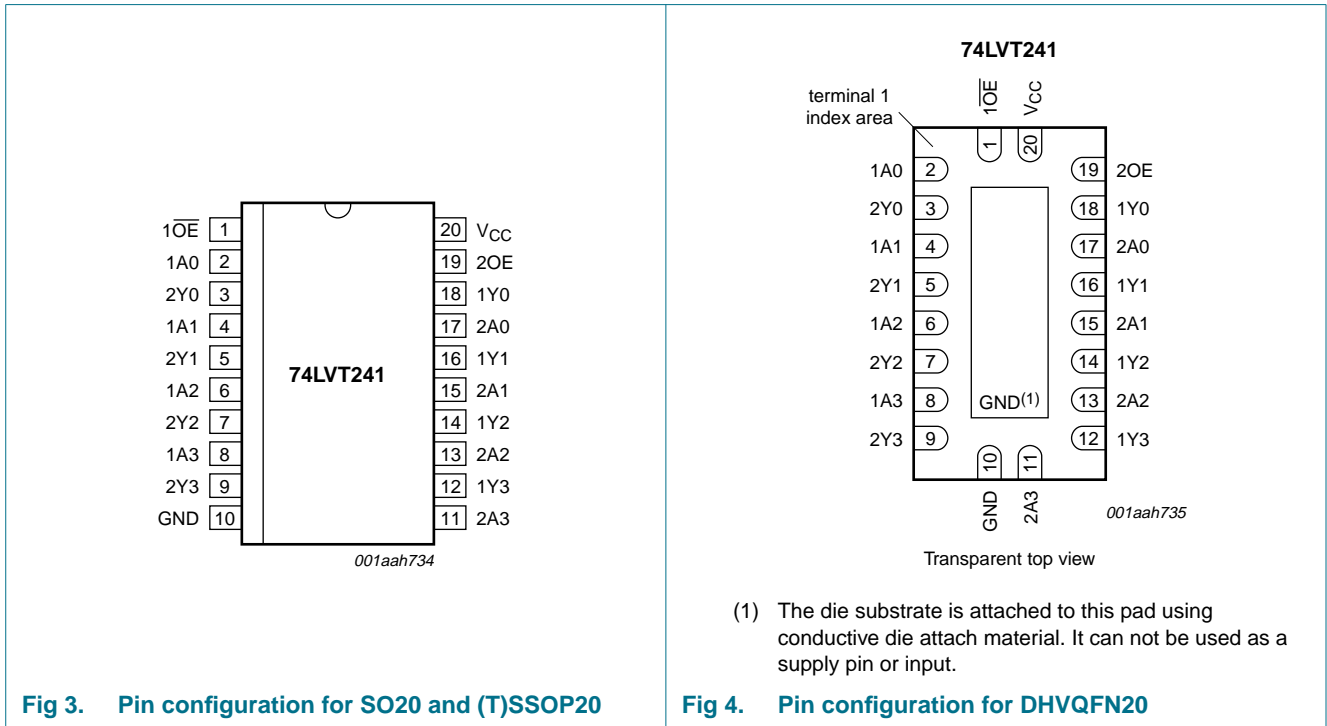 1OE 1 20 VCC
1A0 2 19 2OE
2Y0 3 18 1Y0
1A1 4 17 2A0
2Y1 5 16 1Y1
1A2 6 15 2A1
2Y2 7 14 1Y2
1A3 8 13 2A2
2Y3 9 12 1Y3
GND 10 11 2A3
74LVT241
001aah734
Fig 3. Pin configuration for SO20 and (T)SSOP20
74LVT241
terminal 1
index area
1OE VCC
1 20
1A0 2 19 2OE
2Y0 3 18 1Y0
1A1 4 17 2A0
2Y1 5 16 1Y1
1A2 6 15 2A1
2Y2 7 14 1Y2
1A3 8 GND(1) 13 2A2
2Y3 9 12 1Y3
10 11
GND 2A3
001aah735
Transparent top view
(1) The die substrate is attached to this pad using
conductive die attach material. It can not be used as a
supply pin or input.
Fig 4. Pin configuration for DHVQFN20